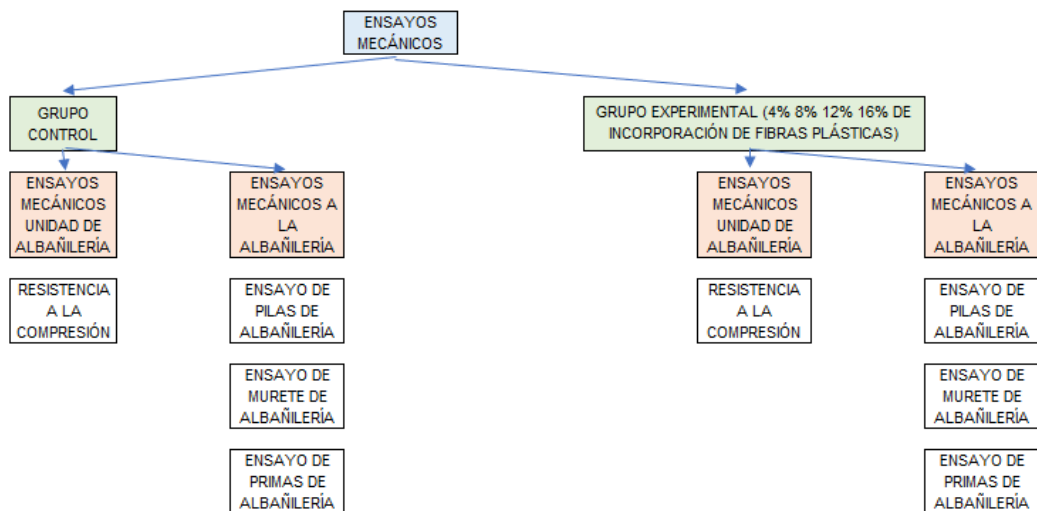 ENSAYOS
MECÁNICOS
GRUPO
CONTROL
GRUPO EXPERIMENTAL (4% 8% 12% 16% DE
INCORPORACIÓN DE FIBRAS PLÁSTICAS)
ENSAYOS
MECÁNICOS
UNIDAD DE
ALBAÑILERÍA
ENSAYOS
MECÁNICOS A
LA
ALBAÑILERÍA
ENSAYOS
MECÁNICOS
UNIDAD DE
ALBAÑILERÍA
ENSAYOS
MECÁNICOS A
LA
ALBAÑILERÍA
RESISTENCIA
A LA
COMPRESIÓN
ENSAYO DE
PILAS DE
ALBAÑILERÍA
RESISTENCIA
A LA
COMPRESIÓN
ENSAYO DE
PILAS DE
ALBAÑILERÍA
ENSAYO DE
MURETE DE
ALBAÑILERÍA
ENSAYO DE
MURETE DE
ALBAÑILERÍA
ENSAYO DE
PRIMAS DE
ALBAÑILERÍA
ENSAYO DE
PRIMAS DE
ALBAÑILERÍA